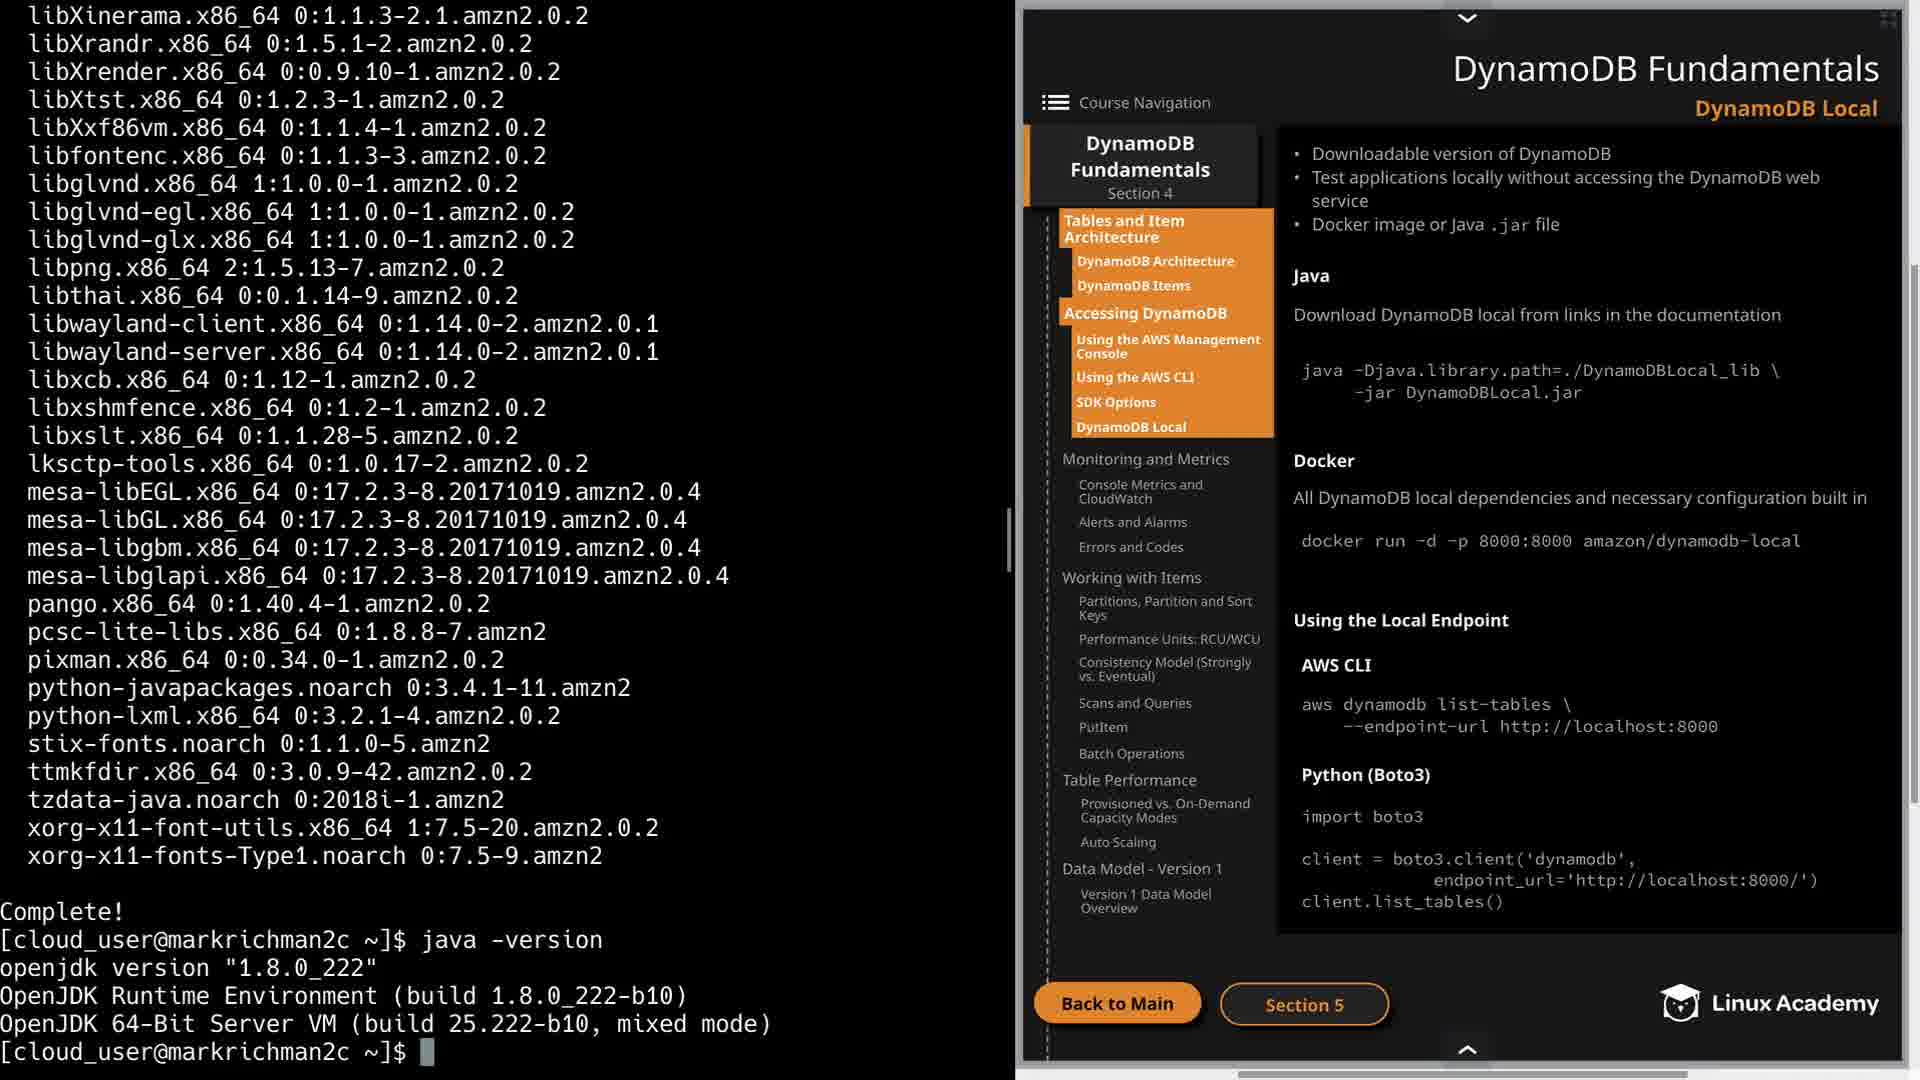 libXinerama.x86_64 0:1.1.3-2.1.amzn2.0.2
libXrandr.x86_64 0:1.5.1-2.amzn2.0.2
libXrender.x86_64 0:0.9.10-1.amzn2.0.2
libXtst.x86_64 0:1.2.3-1.amzn2.0.2
libXxf86vm.x86_64 0:1.1.4-1.amzn2.0.2
libfontenc.x86_64 0:1.1.3-3.amzn2.0.2
libglvnd.x86_64 1:1.0.0-1.amzn2.0.2
libglvnd-egl.x86_64 1:1.0.0-1.amzn2.0.2
libglvnd-glx.x86_64 1:1.0.0-1.amzn2.0.2
libpng.x86_64 2:1.5.13-7.amzn2.0.2
libthai.x86_64 0:0.1.14-9.amzn2.0.2
libwayland-client.x86_64 0:1.14.0-2.amzn2.0.1
libwayland-server.x86_64 0:1.14.0-2.amzn2.0.1
libxcb.x86_64 0:1.12-1.amzn2.0.2
libxshmfence.x86_64 0:1.2-1.amzn2.0.2
libxslt.x86_64 0:1.1.28-5.amzn2.0.2
lksctp-tools.x86_64 0:1.0.17-2.amzn2.0.2
mesa-libEGL.x86_64 0:17.2.3-8.20171019.amzn2.0.4
mesa-libGL.x86_64 0:17.2.3-8.20171019.amzn2.0.4
mesa-libgbm.x86_64 0:17.2.3-8.20171019.amzn2.0.4
mesa-libglapi.x86_64 0:17.2.3-8.20171019.amzn2.0.4
pango.x86_64 0:1.40.4-1.amzn2.0.2
pcsc-lite-libs.x86_64 0:1.8.8-7.amzn2
pixman.x86_64 0:0.34.0-1.amzn2.0.2
python-javapackages.noarch 0:3.4.1-11.amzn2
python-lxml.x86_64 0:3.2.1-4.amzn2.0.2
stix-fonts.noarch 0:1.1.0-5.amzn2
ttmkfdir.x86_64 0:3.0.9-42.amzn2.0.2
tzdata-java.noarch 0:2018i-1.amzn2
xorg-x11-font-utils.x86_64 1:7.5-20.amzn2.0.2
xorg-x11-fonts-Type1.noarch 0:7.5-9.amzn2
Complete!
[cloud_user@markrichman2c ~]$ java -version
openjdk version "1.8.0_222"
OpenJDK Runtime Environment (build 1.8.0_222-b10)
OpenJDK 64-Bit Server VM (build 25.222-b10, mixed mode)
[cloud_user@markrichman2c ~]$
DynamoDB Fundamentals
DynamoDB Local
Course Navigation
DynamoDB
Fundamentals
Section 4
Tables and Item
Architecture
DynamoDB Architecture
DynamoDB Items
Accessing DynamoDB
Using the AWS Management
Console
Using the AWS CLI
SDK Options
DynamoDB Local
Monitoring and Metrics
Console Metrics and
CloudWatch
Alerts and Alarms
Errors and Codes
Working with Items
Partitions, Partition and Sort
Keys
Performance Units: RCU/WCU
Consistency Model (Strongly
vs. Eventual)
Scans and Queries
PutItem
Batch Operations
Table Performance
Provisioned vs. On-Demand
Capacity Modes
Auto Scaling
Data Model - Version 1
Version 1 Data Model
Overview
• Downloadable version of DynamoDB
• Test applications locally without accessing the DynamoDB web
service
• Docker image or Java .jar file
Java
Download DynamoDB local from links in the documentation
java -Djava.library.path=./DynamoDBLocal_lib \
-jar DynamoDBLocal.jar
Docker
All DynamoDB local dependencies and necessary configuration built in
docker run -d -p 8000:8000 amazon/dynamodb-local
Using the Local Endpoint
AWS CLI
aws dynamodb list-tables \
--endpoint-url http://localhost:8000
Python (Boto3)
import boto3
client = boto3.client('dynamodb',
endpoint_url='http://localhost:8000/')
client.list_tables()
Back to Main
Section 5
Linux Academy